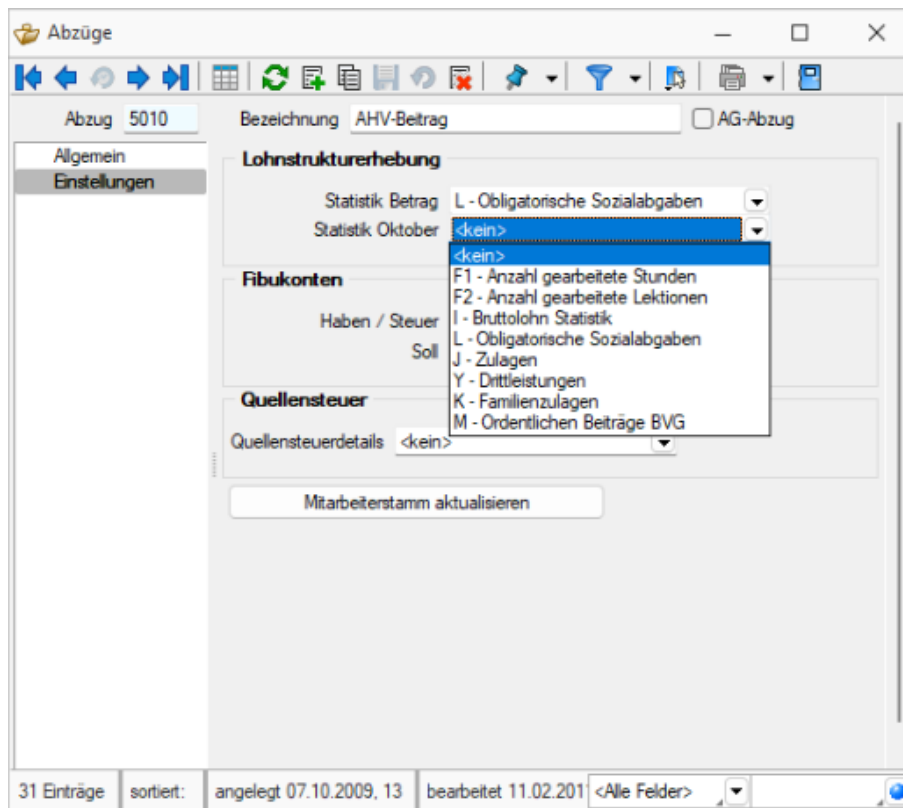 Abzüge
Abzug 5010 Bezeichnung AHV-Beitrag AG-Abzug
Allgemein
Einstellungen
Lohnstrukturerhebung
Statistik Betrag L - Obligatorische Sozialabgaben
Statistik Oktober <kein>
<kein>
F1 - Anzahl gearbeitete Stunden
F2 - Anzahl gearbeitete Lektionen
I - Bruttolohn Statistik
L - Obligatorische Sozialabgaben
J - Zulagen
Y - Drittleistungen
K - Familienzulagen
M - Ordentlichen Beiträge BVG
Fibukonten
Haben / Steuer
Soll
Quellensteuer
Quellensteuerdetails <kein>
Mitarbeiterstamm aktualisieren
31 Einträge sortiert: angelegt 07.10.2009, 13 bearbeitet 11.02.201 <Alle Felder>